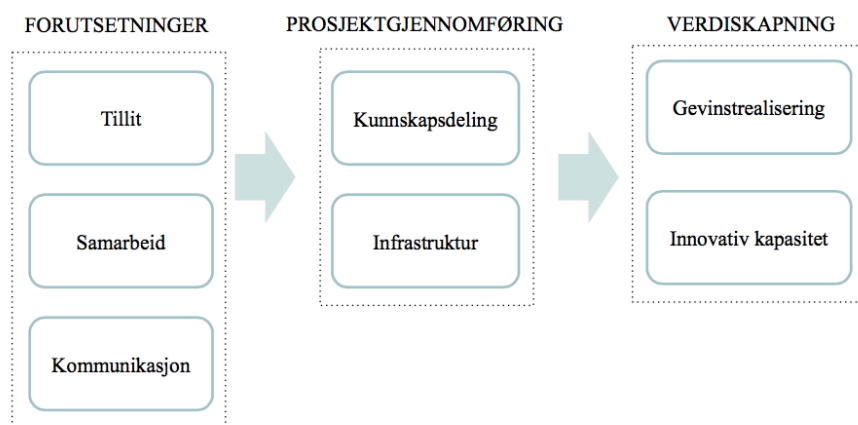 FORUTSETNINGER
Tillit
Samarbeid
Kommunikasjon
PROSJEKTGJENNOMFØRING
Kunnskapsdeling
Infrastruktur
VERDISKAPNING
Gevinstrealisering
Innovativ kapasitet